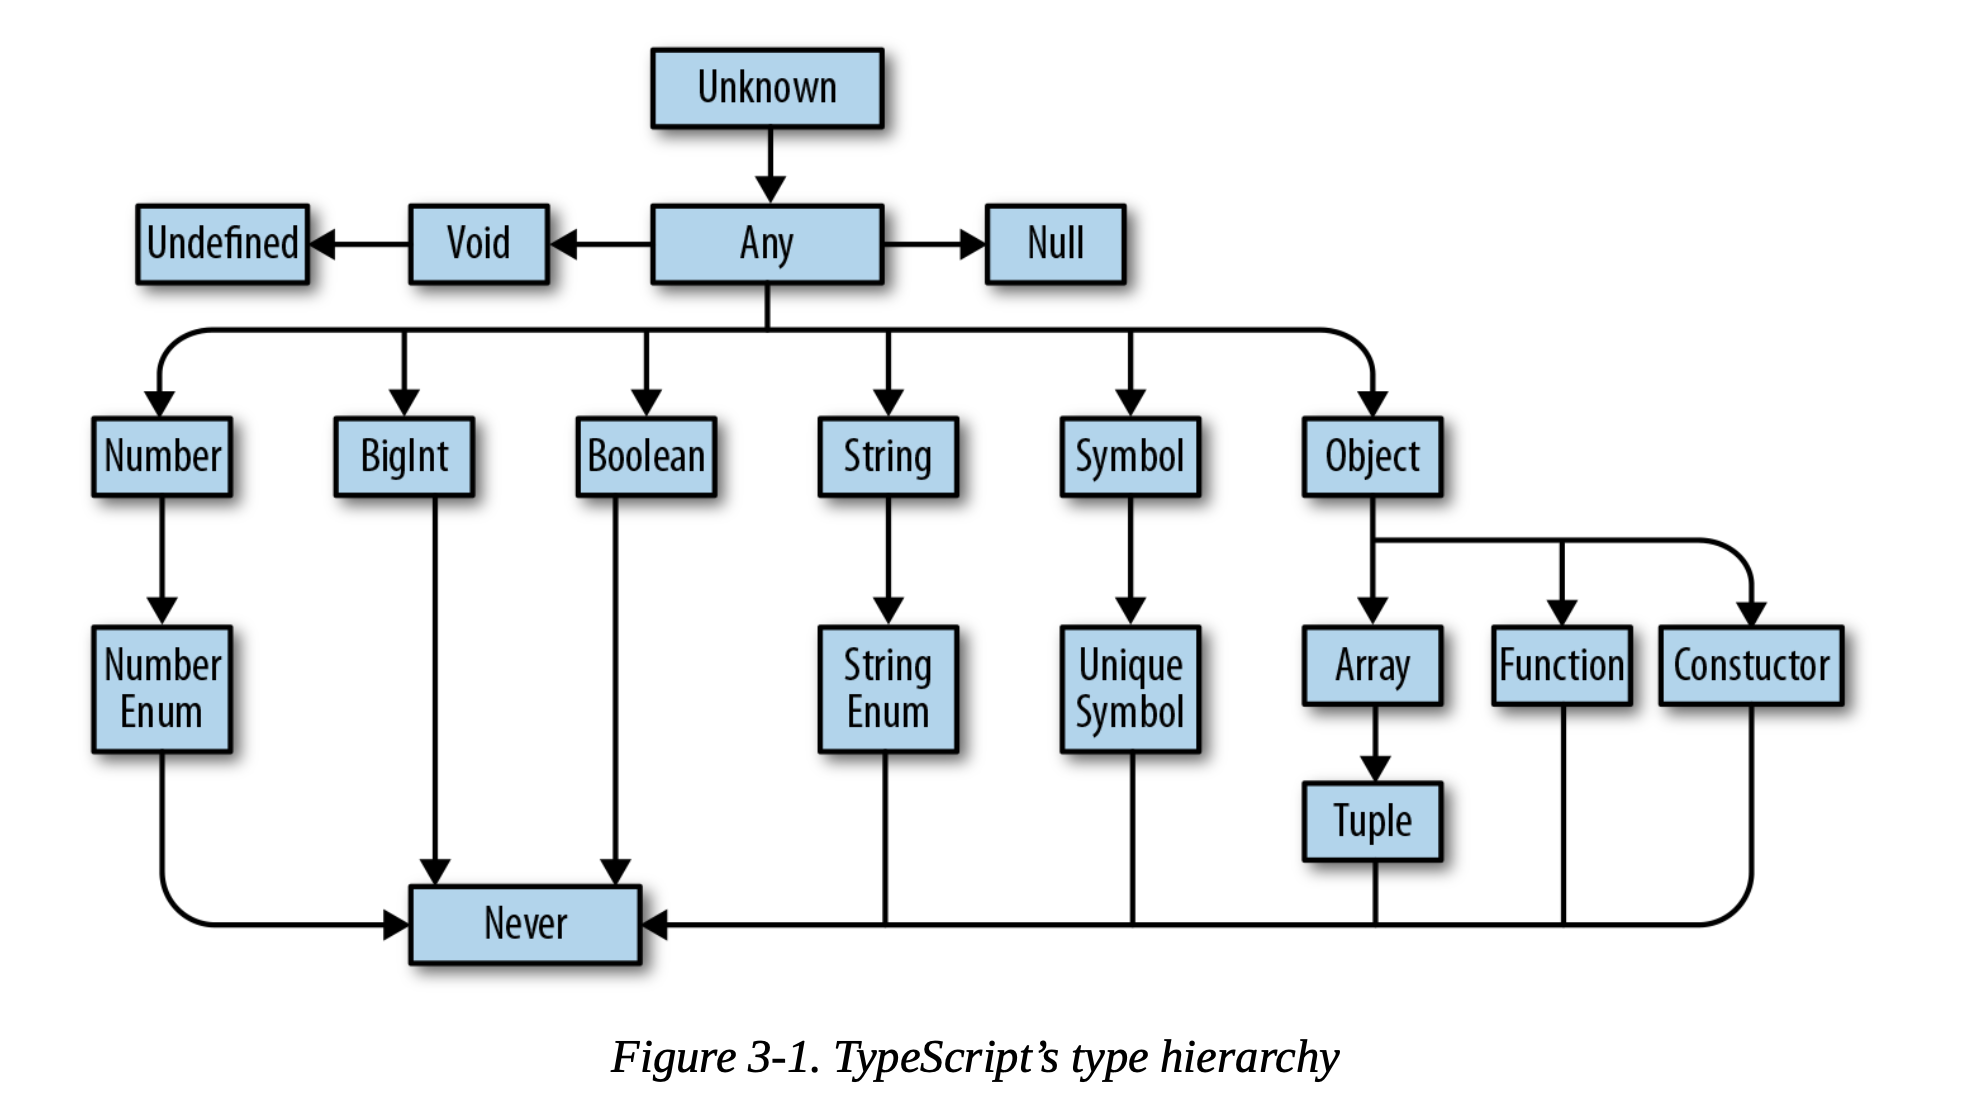 Unknown
Undefined
Void
Any
Null
Number
BigInt
Boolean
String
Symbol
Object
Number
Enum
String
Enum
Unique
Symbol
Array
Function
Constuctor
Tuple
Never
Figure 3-1. TypeScript’s type hierarchy